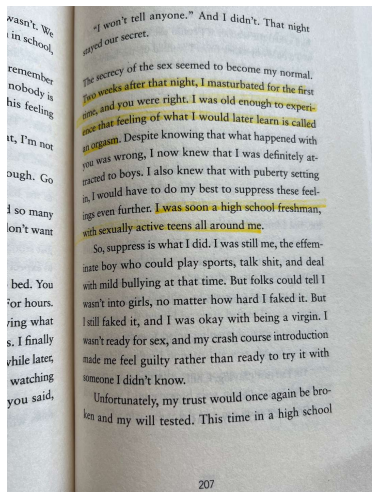 wasn't. We
in school,
remember
nobody is
his feeling
at, I'm not
ough. Go
so many
don't want
bed. You
For hours.
ying what
s. I finally
while later,
watching
you said,
"I won't tell anyone." And I didn't. That night
stayed our secret.
The secrecy of the sex seemed to become my normal.
Two weeks after that night, I masturbated for the first
time, and you were right. I was old enough to experi-
ence that feeling of what I would later learn is called
an orgasm. Despite knowing that what happened with
you was wrong, I now knew that I was definitely at-
tracted to boys. I also knew that with puberty setting
in, I would have to do my best to suppress these feel-
ings even further. I was soon a high school freshman,
with sexually active teens all around me.
So, suppress is what I did. I was still me, the effem-
inate boy who could play sports, talk shit, and deal
with mild bullying at that time. But folks could tell I
wasn't into girls, no matter how hard I faked it. But
I still faked it, and I was okay with being a virgin. I
wasn't ready for sex, and my crash course introduction
made me feel guilty rather than ready to try it with
someone I didn't know.
Unfortunately, my trust would once again be bro-
ken and my will tested. This time in a high school
207